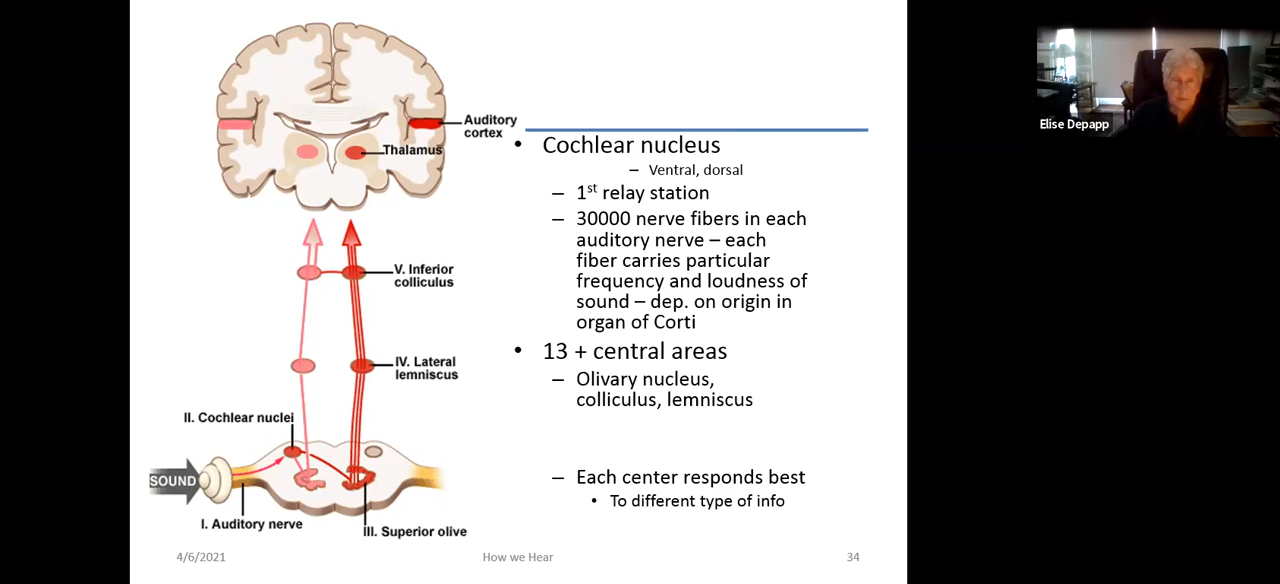 Auditory
cortex
Thalamus
V. Inferior
colliculus
IV. Lateral
lemniscus
II. Cochlear nuclei
SOUND
I. Auditory nerve
III. Superior olive
• Cochlear nucleus
– Ventral, dorsal
– 1st relay station
– 30000 nerve fibers in each
auditory nerve – each
fiber carries particular
frequency and loudness of
sound – dep. on origin in
organ of Corti
• 13 + central areas
– Olivary nucleus,
colliculus, lemniscus
– Each center responds best
• To different type of info
4/6/2021
How we Hear
34
Elise Depapp